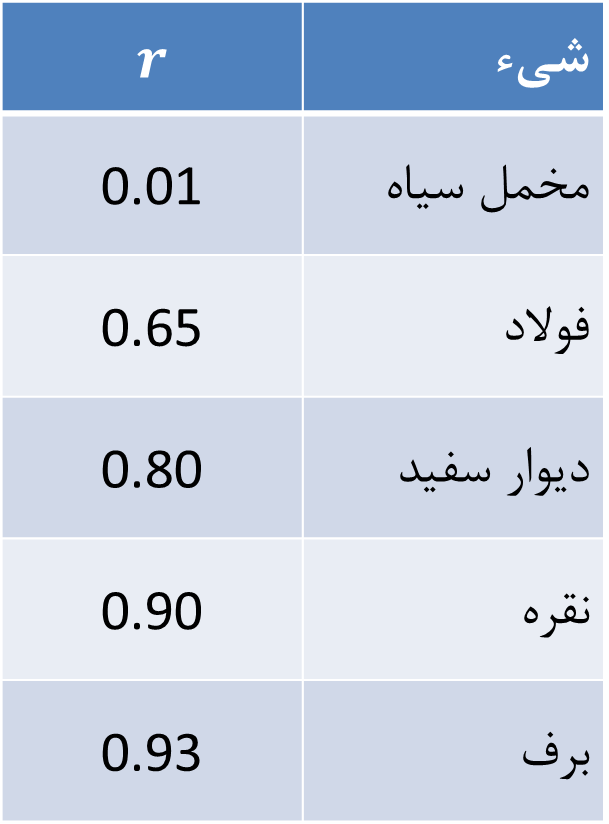 شیء r
مخمل سیاه 0.01
فولاد 0.65
دیوار سفید 0.80
نقره 0.90
برف 0.93